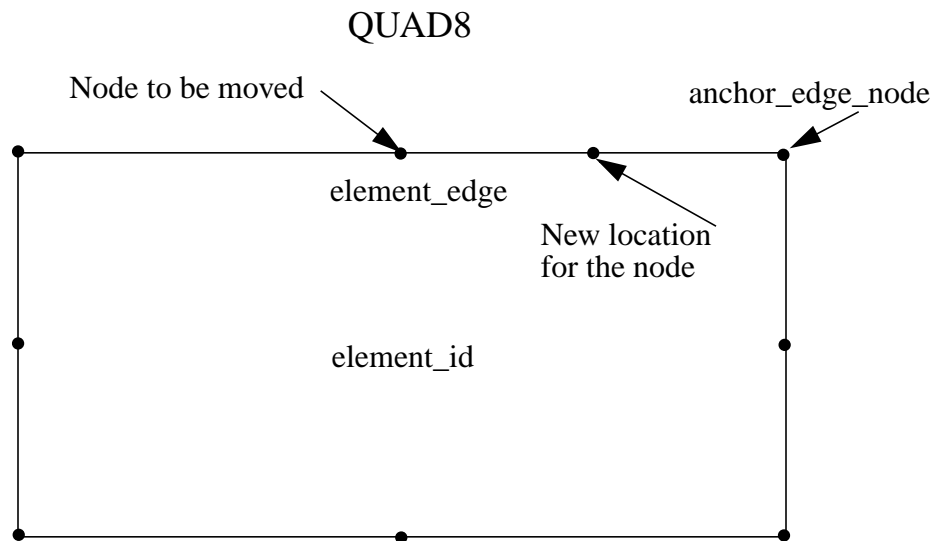 QUAD8
Node to be moved
anchor_edge_node
element_edge
New location
for the node
element_id